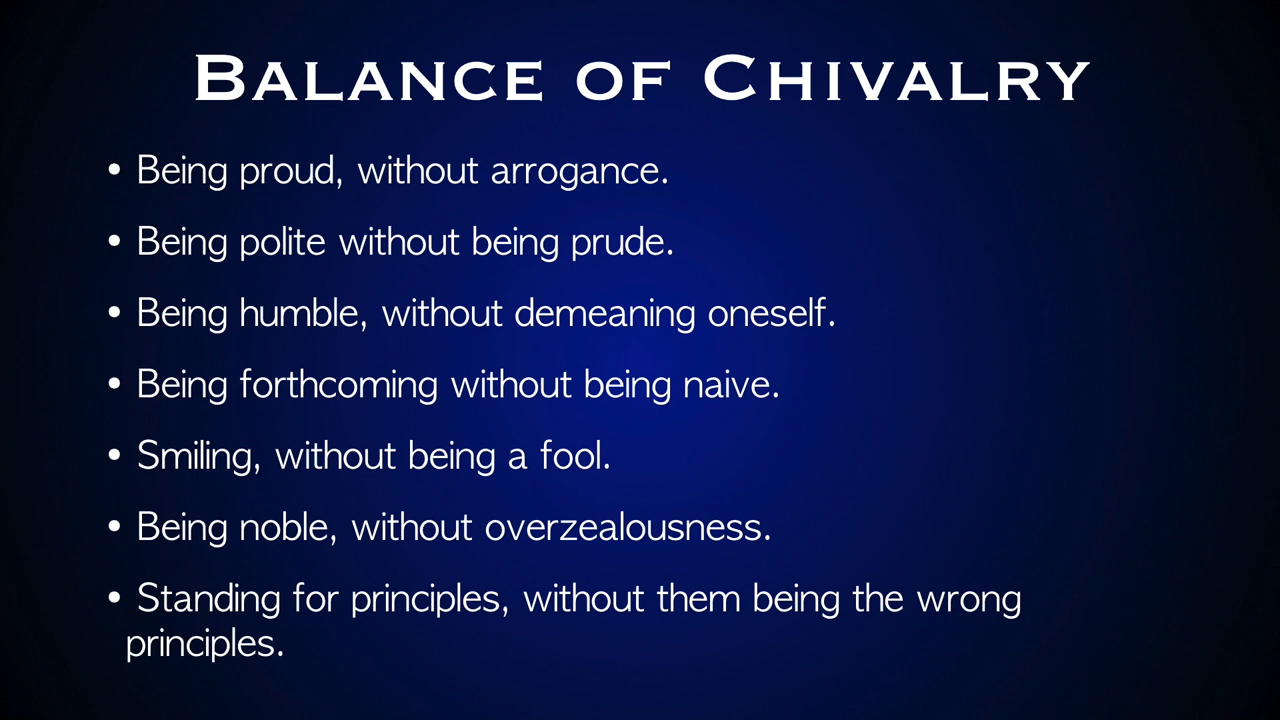 Balance of Chivalry
• Being proud, without arrogance.
• Being polite without being prude.
• Being humble, without demeaning oneself.
• Being forthcoming without being naive.
• Smiling, without being a fool.
• Being noble, without overzealousness.
• Standing for principles, without them being the wrong
principles.